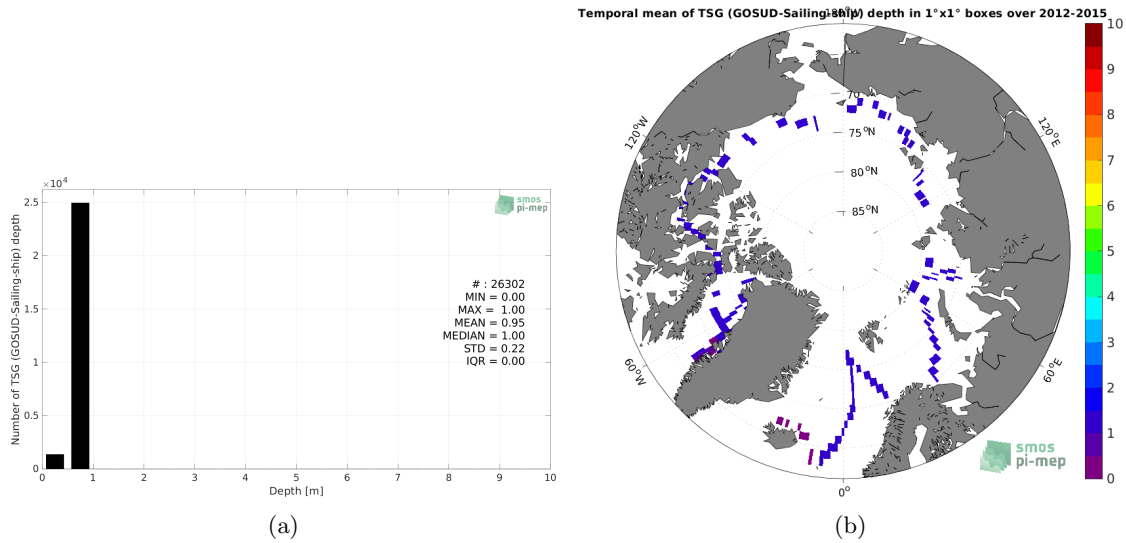 Temporal mean of TSG (GOSUD-Sailing-ship) depth in 1°x1° boxes over 2012-2015
×10⁴
2.5
2
1.5
1
0.5
0
Number of TSG (GOSUD-Sailing-ship) depth
0 1 2 3 4 5 6 7 8 9 10
Depth [m]
smos
pi-mep
# : 26302
MIN = 0.00
MAX = 1.00
MEAN = 0.95
MEDIAN = 1.00
STD = 0.22
IQR = 0.00
(a)
180°W
120°W
120°E
60°W
60°E
0°
70
75°N
80°N
85°N
10
9
8
7
6
5
4
3
2
1
0
smos
pi-mep
(b)